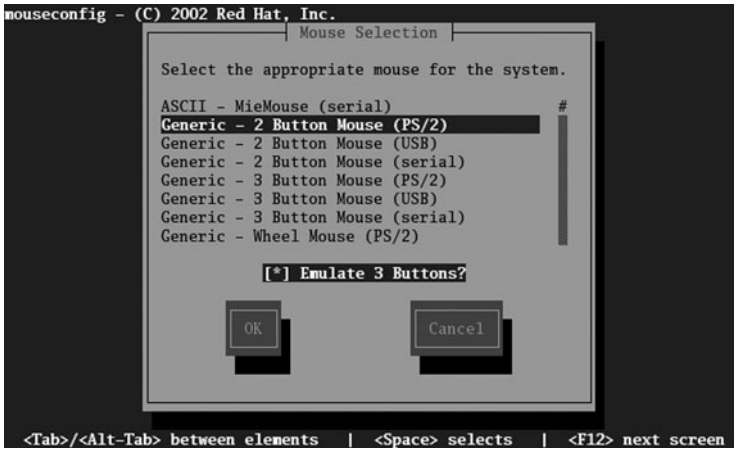 mouseconfig – (C) 2002 Red Hat, Inc.
Mouse Selection
Select the appropriate mouse for the system.
ASCII – MieMouse (serial) #
Generic – 2 Button Mouse (PS/2)
Generic – 2 Button Mouse (USB)
Generic – 2 Button Mouse (serial)
Generic – 3 Button Mouse (PS/2)
Generic – 3 Button Mouse (USB)
Generic – 3 Button Mouse (serial)
Generic – Wheel Mouse (PS/2)
[*] Emulate 3 Buttons?
OK Cancel
<Tab>/<Alt-Tab> between elements | <Space> selects | <F12> next screen